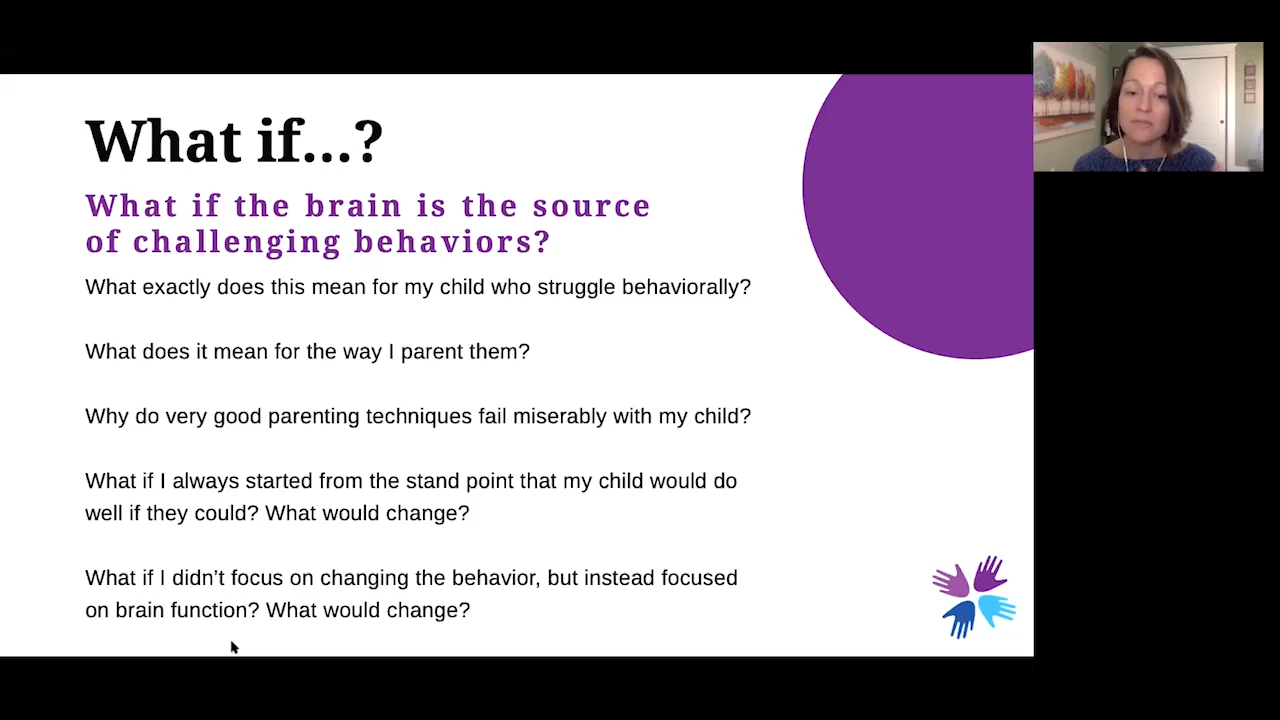 What if...?
What if the brain is the source
of challenging behaviors?
What exactly does this mean for my child who struggle behaviorally?
What does it mean for the way I parent them?
Why do very good parenting techniques fail miserably with my child?
What if I always started from the stand point that my child would do
well if they could? What would change?
What if I didn’t focus on changing the behavior, but instead focused
on brain function? What would change?